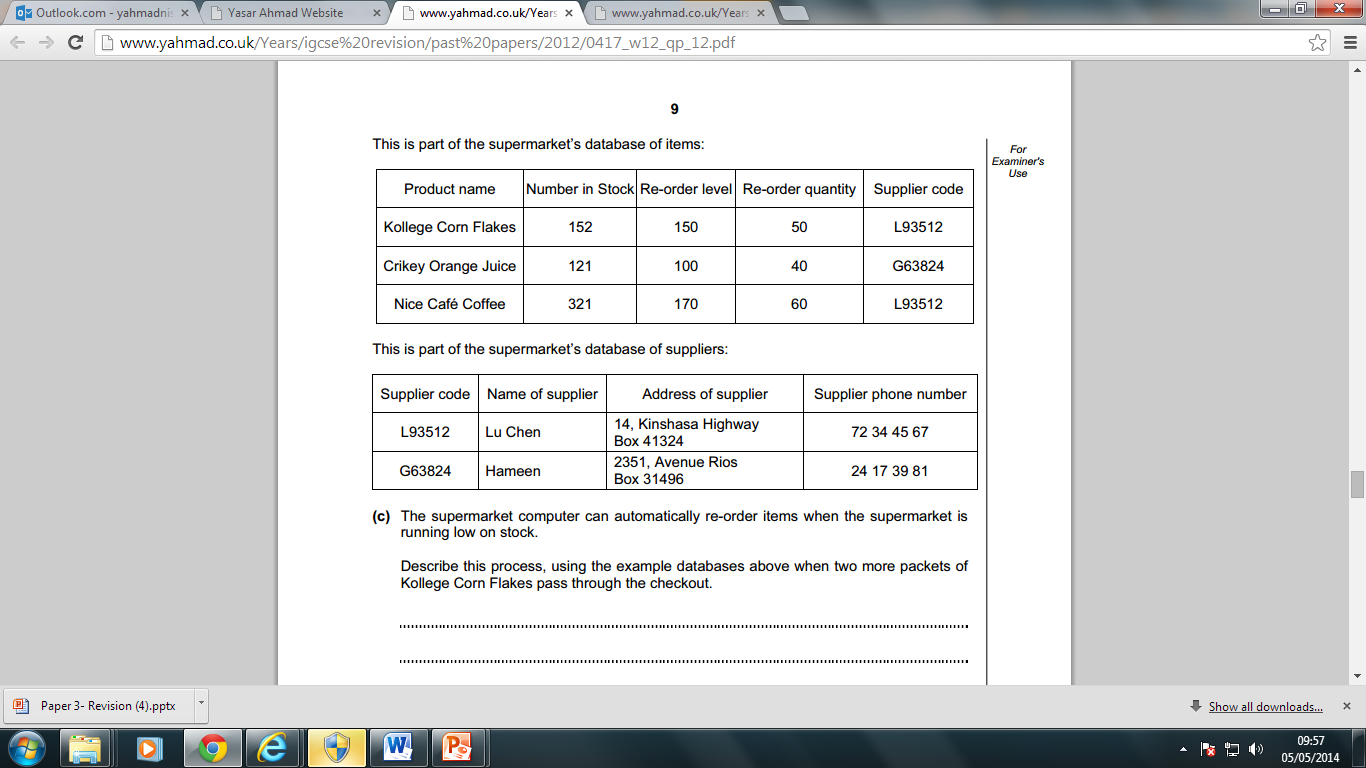 Outlook.com - yahmadnis
Yasar Ahmad Website
www.yahmad.co.uk/Years
www.yahmad.co.uk/Years
www.yahmad.co.uk/Years/igcse%20revision/past%20papers/2012/0417_w12_qp_12.pdf
9
This is part of the supermarket's database of items:
For
Examiner's
Use
Product name Number in Stock Re-order level Re-order quantity Supplier code
Kollege Corn Flakes 152 150 50 L93512
Crikey Orange Juice 121 100 40 G63824
Nice Café Coffee 321 170 60 L93512
This is part of the supermarket's database of suppliers:
Supplier code Name of supplier Address of supplier Supplier phone number
L93512 Lu Chen 14, Kinshasa Highway 72 34 45 67
Box 41324
G63824 Hameen 2351, Avenue Rios 24 17 39 81
Box 31496
(c) The supermarket computer can automatically re-order items when the supermarket is
running low on stock.
Describe this process, using the example databases above when two more packets of
Kollege Corn Flakes pass through the checkout.
Paper 3- Revision (4).pptx
Show all downloads...
09:57
05/05/2014